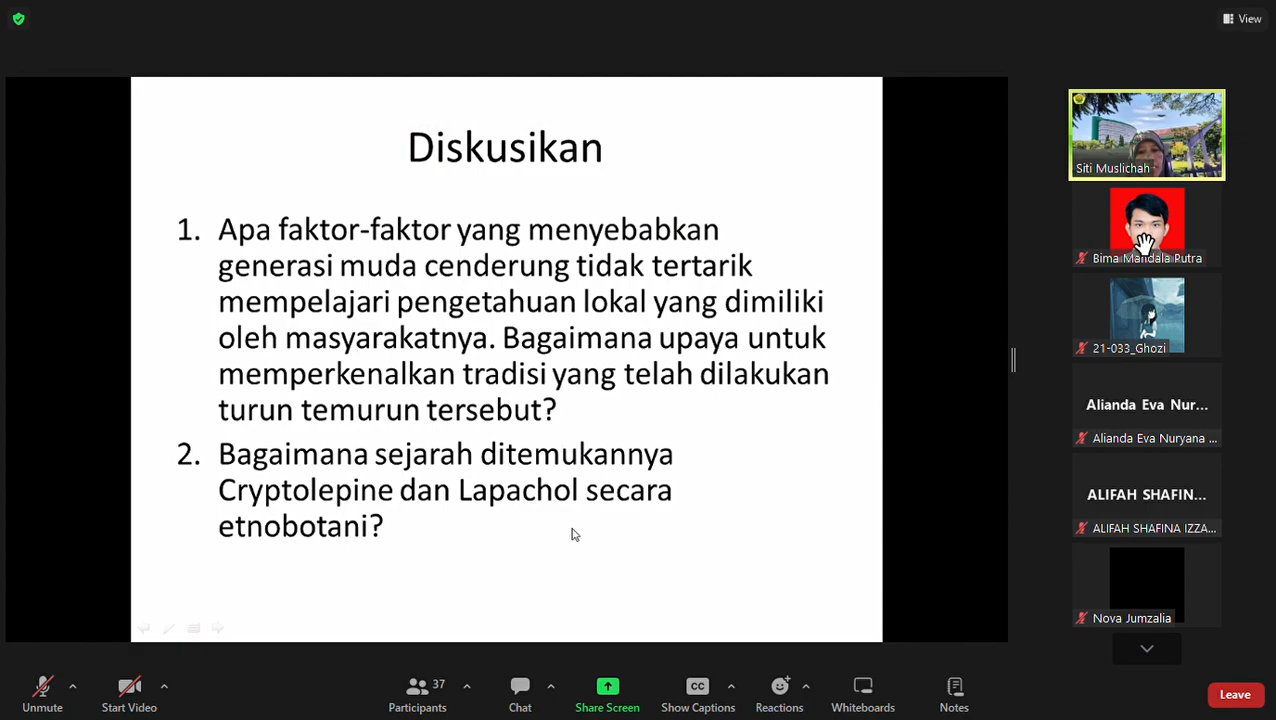 View
Diskusikan
1. Apa faktor-faktor yang menyebabkan
generasi muda cenderung tidak tertarik
mempelajari pengetahuan lokal yang dimiliki
oleh masyarakatnya. Bagaimana upaya untuk
memperkenalkan tradisi yang telah dilakukan
turun temurun tersebut?
2. Bagaimana sejarah ditemukannya
Cryptolepine dan Lapachol secara
etnobotani?
Siti Muslichah
Bima Mandala Putra
21-033_Ghozi
Alianda Eva Nur...
Alianda Eva Nuryana ...
ALIFAH SHAFIN...
ALIFAH SHAFINA IZZA...
Nova Jumzalia
Unmute
Start Video
37
Participants
Chat
Share Screen
CC
Show Captions
Reactions
Whiteboards
Notes
Leave